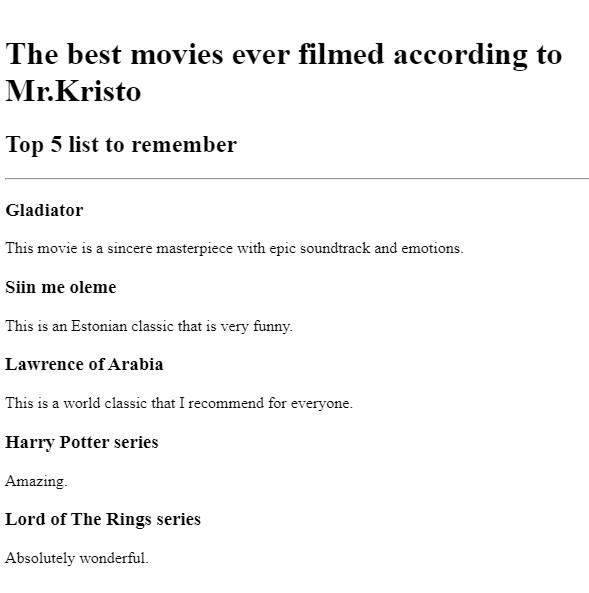 The best movies ever filmed according to
Mr.Kristo
Top 5 list to remember
Gladiator
This movie is a sincere masterpiece with epic soundtrack and emotions.
Siin me oleme
This is an Estonian classic that is very funny.
Lawrence of Arabia
This is a world classic that I recommend for everyone.
Harry Potter series
Amazing.
Lord of The Rings series
Absolutely wonderful.